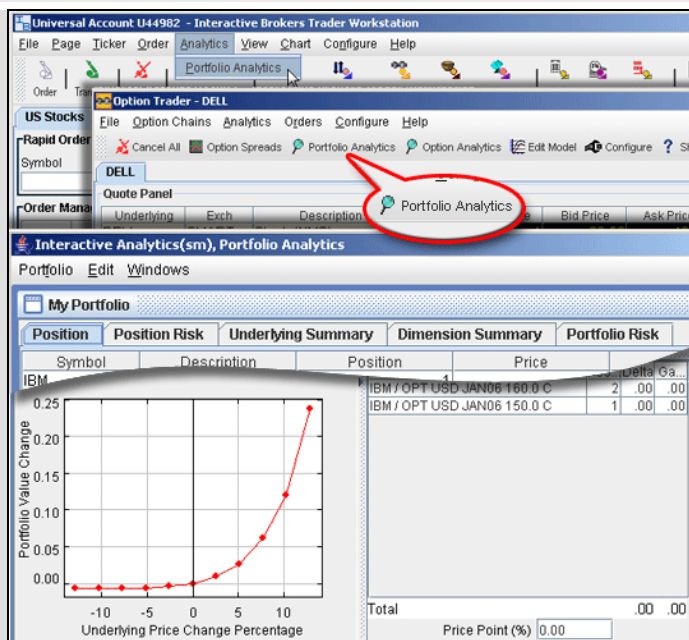 Universal Account U44982 - Interactive Brokers Trader Workstation
File Page Ticker Order Analytics View Chart Configure Help
Portfolio Analytics
Order
US Stocks
Option Trader - DELL
File Option Chains Analytics Orders Configure Help
Rapid Order
Cancel All Option Spreads Portfolio Analytics Option Analytics Edit Model Configure ?
Symbol
DELL
Quote Panel
Portfolio Analytics
Order Mana
Underlying Exch Description Bid Price Ask Pric
Interactive Analytics(sm), Portfolio Analytics
Portfolio Edit Windows
My Portfolio
Position Position Risk Underlying Summary Dimension Summary Portfolio Risk
Symbol Description Position Price
IBM 1
Delta Ga...
IBM / OPT USD JAN06 160.0 C 2 .00 .00
IBM / OPT USD JAN06 150.0 C 1 .00 .00
Portfolio Value Change
0.25
0.20
0.15
0.10
0.05
0.00
-10 -5 0 5 10
Underlying Price Change Percentage
Total .00 .00
Price Point (%) 0.00